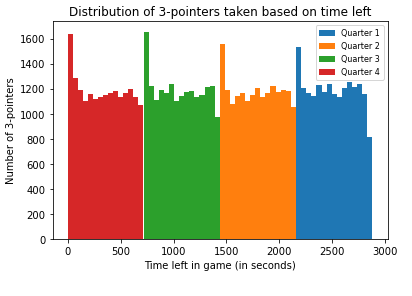 Distribution of 3-pointers taken based on time left
Number of 3-pointers
1600
1400
1200
1000
800
600
400
200
0
Quarter 1
Quarter 2
Quarter 3
Quarter 4
0 500 1000 1500 2000 2500 3000
Time left in game (in seconds)